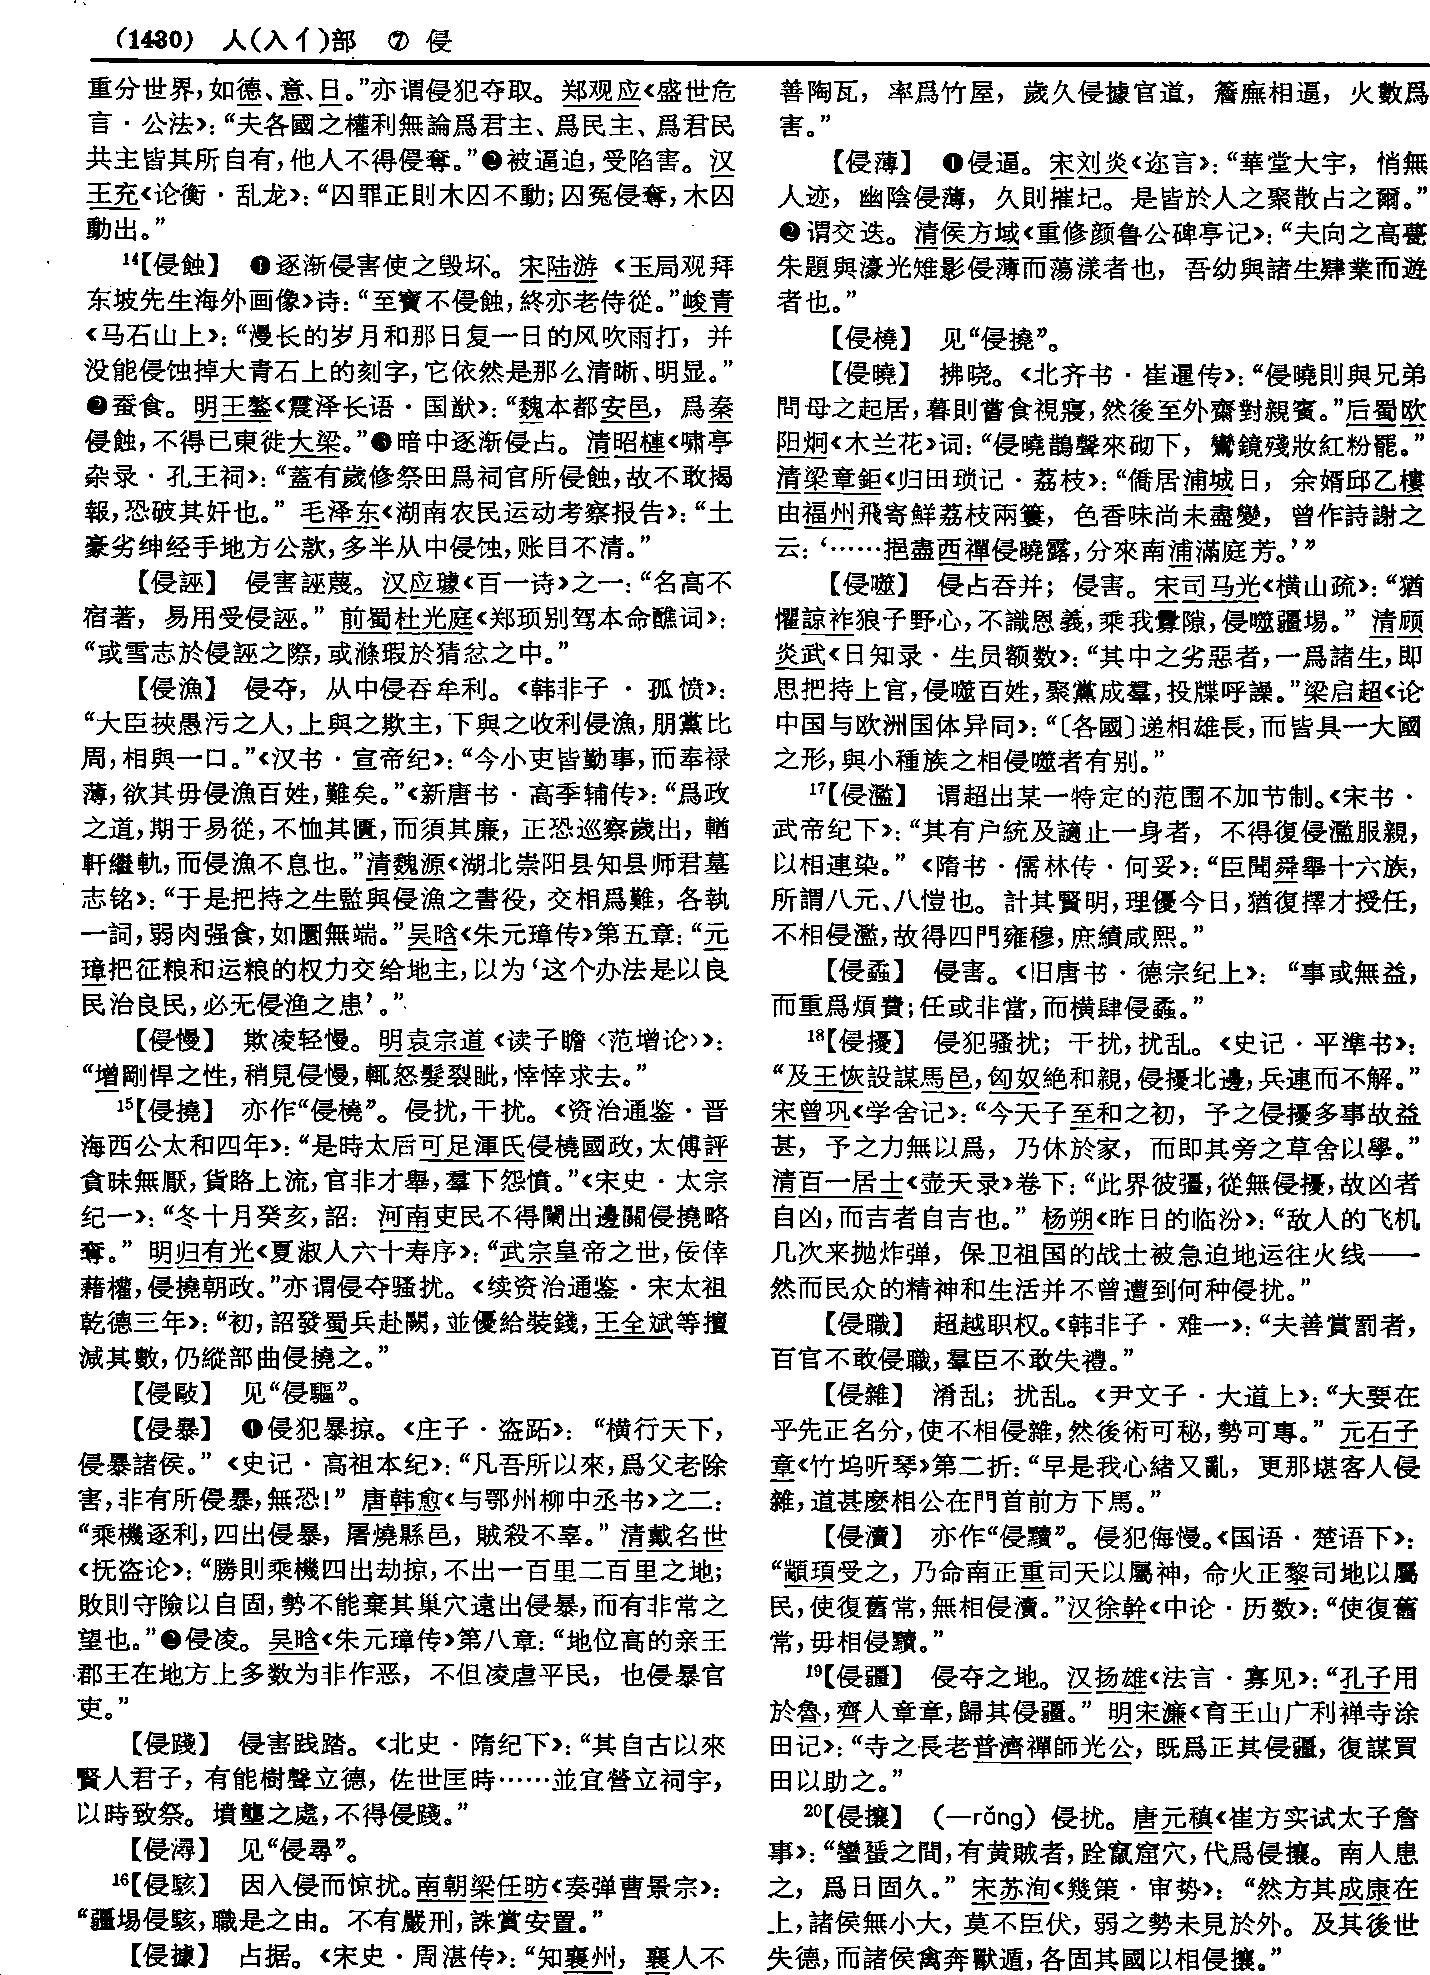 (1430) 人(入亻)部 ⑦ 侵
重分世界，如德、意、日。”亦谓侵犯夺取。郑观应《盛世危
言·公法》：“夫各國之權利無論爲君主、爲民主、爲君民
共主皆其所自有，他人不得侵奪。”❷被逼迫，受陷害。汉
王充《论衡·乱龙》：“囚罪正則木囚不動；囚冤侵奪，木囚
動出。”
14【侵蝕】 ❶逐渐侵害使之毁坏。宋陆游《玉局观拜
东坡先生海外画像》诗：“至寶不侵蝕，終亦老侍從。”峻青
《马石山上》：“漫长的岁月和那日复一日的风吹雨打，并
没能侵蚀掉大青石上的刻字，它依然是那么清晰、明显。”
❷蚕食。明王鏊《震泽长语·国猷》：“魏本都安邑，爲秦
侵蝕，不得已東徙大梁。”❸暗中逐渐侵占。清昭梿《啸亭
杂录·孔王祠》：“蓋有歲修祭田爲祠官所侵蝕，故不敢揭
報，恐破其奸也。” 毛泽东《湖南农民运动考察报告》：“土
豪劣绅经手地方公款，多半从中侵蚀，账目不清。”
【侵誣】 侵害誣蔑。汉应璩《百一诗》之一：“名高不
宿著，易用受侵誣。” 前蜀杜光庭《郑顼别驾本命醮词》：
“或雪志於侵誣之際，或滌瑕於猜忿之中。”
【侵漁】 侵夺，从中侵吞牟利。《韩非子·孤愤》：
“大臣挾愚污之人，上與之欺主，下與之收利侵漁，朋黨比
周，相與一口。”《汉书·宣帝纪》：“今小吏皆勤事，而奉禄
薄，欲其毋侵漁百姓，難矣。”《新唐书·高季辅传》：“爲政
之道，期于易從，不恤其匱，而須其廉，正恐巡察歲出，輶
軒繼軌，而侵漁不息也。”清魏源《湖北崇阳县知县师君墓
志铭》：“于是把持之生監與侵漁之書役，交相爲難，各執
一詞，弱肉强食，如圜無端。”吴晗《朱元璋传》第五章：“元
璋把征粮和运粮的权力交给地主，以为‘这个办法是以良
民治良民，必无侵渔之患’。”
【侵慢】 欺凌轻慢。明袁宗道《读子瞻〈范增论〉》：
“增剛悍之性，稍見侵慢，輒怒髮裂眦，悻悻求去。”
15【侵撓】 亦作“侵橈”。侵扰，干扰。《资治通鉴·晋
海西公太和四年》：“是時太后可足渾氏侵橈國政，太傅評
貪昧無厭，貨賂上流，官非才舉，羣下怨憤。”《宋史·太宗
纪一》：“冬十月癸亥，詔：河南吏民不得闌出邊關侵撓略
奪。” 明归有光《夏淑人六十寿序》：“武宗皇帝之世，佞倖
藉權，侵撓朝政。”亦谓侵夺骚扰。《续资治通鉴·宋太祖
乾德三年》：“初，詔發蜀兵赴闕，並優給裝錢，王全斌等擅
減其數，仍縱部曲侵撓之。”
【侵敺】 见“侵驅”。
【侵暴】 ❶侵犯暴掠。《庄子·盗跖》：“横行天下，
侵暴諸侯。”《史记·高祖本纪》：“凡吾所以來，爲父老除
害，非有所侵暴，無恐！” 唐韩愈《与鄂州柳中丞书》之二：
“乘機逐利，四出侵暴，屠燒縣邑，賊殺不辜。” 清戴名世
《抚盗论》：“勝則乘機四出劫掠，不出一百里二百里之地；
敗則守險以自固，勢不能棄其巢穴遠出侵暴，而有非常之
望也。”❷侵凌。吴晗《朱元璋传》第八章：“地位高的亲王
郡王在地方上多数为非作恶，不但凌虐平民，也侵暴官
吏。”
【侵踐】 侵害践踏。《北史·隋纪下》：“其自古以來
賢人君子，有能樹聲立德，佐世匡時……並宜營立祠宇，
以時致祭。墳壟之處，不得侵踐。”
【侵潯】 见“侵尋”。
16【侵駭】 因入侵而惊扰。南朝梁任昉《奏弹曹景宗》：
“疆埸侵駭，職是之由。不有嚴刑，誅賞安置。”
【侵據】 占据。《宋史·周湛传》：“知襄州，襄人不
善陶瓦，率爲竹屋，歲久侵據官道，簷廡相逼，火數爲
害。”
【侵薄】 ❶侵逼。宋刘炎《迩言》：“華堂大宇，悄無
人迹，幽陰侵薄，久則摧圮。是皆於人之聚散占之爾。”
❷谓交迭。清侯方域《重修颜鲁公碑亭记》：“夫向之高甍
朱題與濠光雉影侵薄而蕩漾者也，吾幼與諸生肄業而遊
者也。”
【侵橈】 见“侵撓”。
【侵曉】 拂晓。《北齐书·崔暹传》：“侵曉則與兄弟
問母之起居，暮則嘗食視寢，然後至外齋對親賓。”后蜀欧
阳炯《木兰花》词：“侵曉鵲聲來砌下，鸞鏡殘妝紅粉罷。”
清梁章鉅《归田琐记·荔枝》：“僑居浦城日，余婿邱乙樓
由福州飛寄鮮荔枝兩簍，色香味尚未盡變，曾作詩謝之
云：‘……挹盡西禪侵曉露，分來南浦滿庭芳。’”
【侵噬】 侵占吞并；侵害。宋司马光《横山疏》：“猶
懼諒祚狼子野心，不識恩義，乘我釁隙，侵噬疆埸。” 清顾
炎武《日知录·生员额数》：“其中之劣惡者，一爲諸生，即
思把持上官，侵噬百姓，聚黨成羣，投牒呼譟。”梁启超《论
中国与欧洲国体异同》：“〔各國〕递相雄長，而皆具一大國
之形，與小種族之相侵噬者有别。”
17【侵濫】 谓超出某一特定的范围不加节制。《宋书·
武帝纪下》：“其有户統及謫止一身者，不得復侵濫服親，
以相連染。”《隋书·儒林传·何妥》：“臣聞舜舉十六族，
所謂八元、八愷也。計其賢明，理優今日，猶復擇才授任，
不相侵濫，故得四門雍穆，庶績咸熙。”
【侵蟊】 侵害。《旧唐书·德宗纪上》：“事或無益，
而重爲煩費；任或非當，而横肆侵蟊。”
18【侵擾】 侵犯骚扰；干扰，扰乱。《史记·平準书》：
“及王恢設謀馬邑，匈奴絶和親，侵擾北邊，兵連而不解。”
宋曾巩《学舍记》：“今天子至和之初，予之侵擾多事故益
甚，予之力無以爲，乃休於家，而即其旁之草舍以學。”
清百一居士《壶天录》卷下：“此界彼疆，從無侵擾，故凶者
自凶，而吉者自吉也。” 杨朔《昨日的临汾》：“敌人的飞机
几次来抛炸弹，保卫祖国的战士被急迫地运往火线——
然而民众的精神和生活并不曾遭到何种侵扰。”
【侵職】 超越职权。《韩非子·难一》：“夫善賞罰者，
百官不敢侵職，羣臣不敢失禮。”
【侵雜】 淆乱；扰乱。《尹文子·大道上》：“大要在
乎先正名分，使不相侵雜，然後術可秘，勢可專。” 元石子
章《竹坞听琴》第二折：“早是我心緒又亂，更那堪客人侵
雜，道甚麽相公在門首前方下馬。”
【侵瀆】 亦作“侵黷”。侵犯侮慢。《国语·楚语下》：
“顓頊受之，乃命南正重司天以屬神，命火正黎司地以屬
民，使復舊常，無相侵瀆。”汉徐幹《中论·历数》：“使復舊
常，毋相侵黷。”
19【侵疆】 侵夺之地。汉扬雄《法言·寡见》：“孔子用
於魯，齊人章章，歸其侵疆。” 明宋濂《育王山广利禅寺涂
田记》：“寺之長老普濟禪師光公，既爲正其侵疆，復謀買
田以助之。”
20【侵攘】 (—rǎng) 侵扰。唐元稹《崔方实试太子詹
事》：“蠻蜑之間，有黄賊者，跧竄窟穴，代爲侵攘。南人患
之，爲日固久。” 宋苏洵《幾策·审势》：“然方其成康在
上，諸侯無小大，莫不臣伏，弱之勢未見於外。及其後世
失德，而諸侯禽奔獸遁，各固其國以相侵攘。”